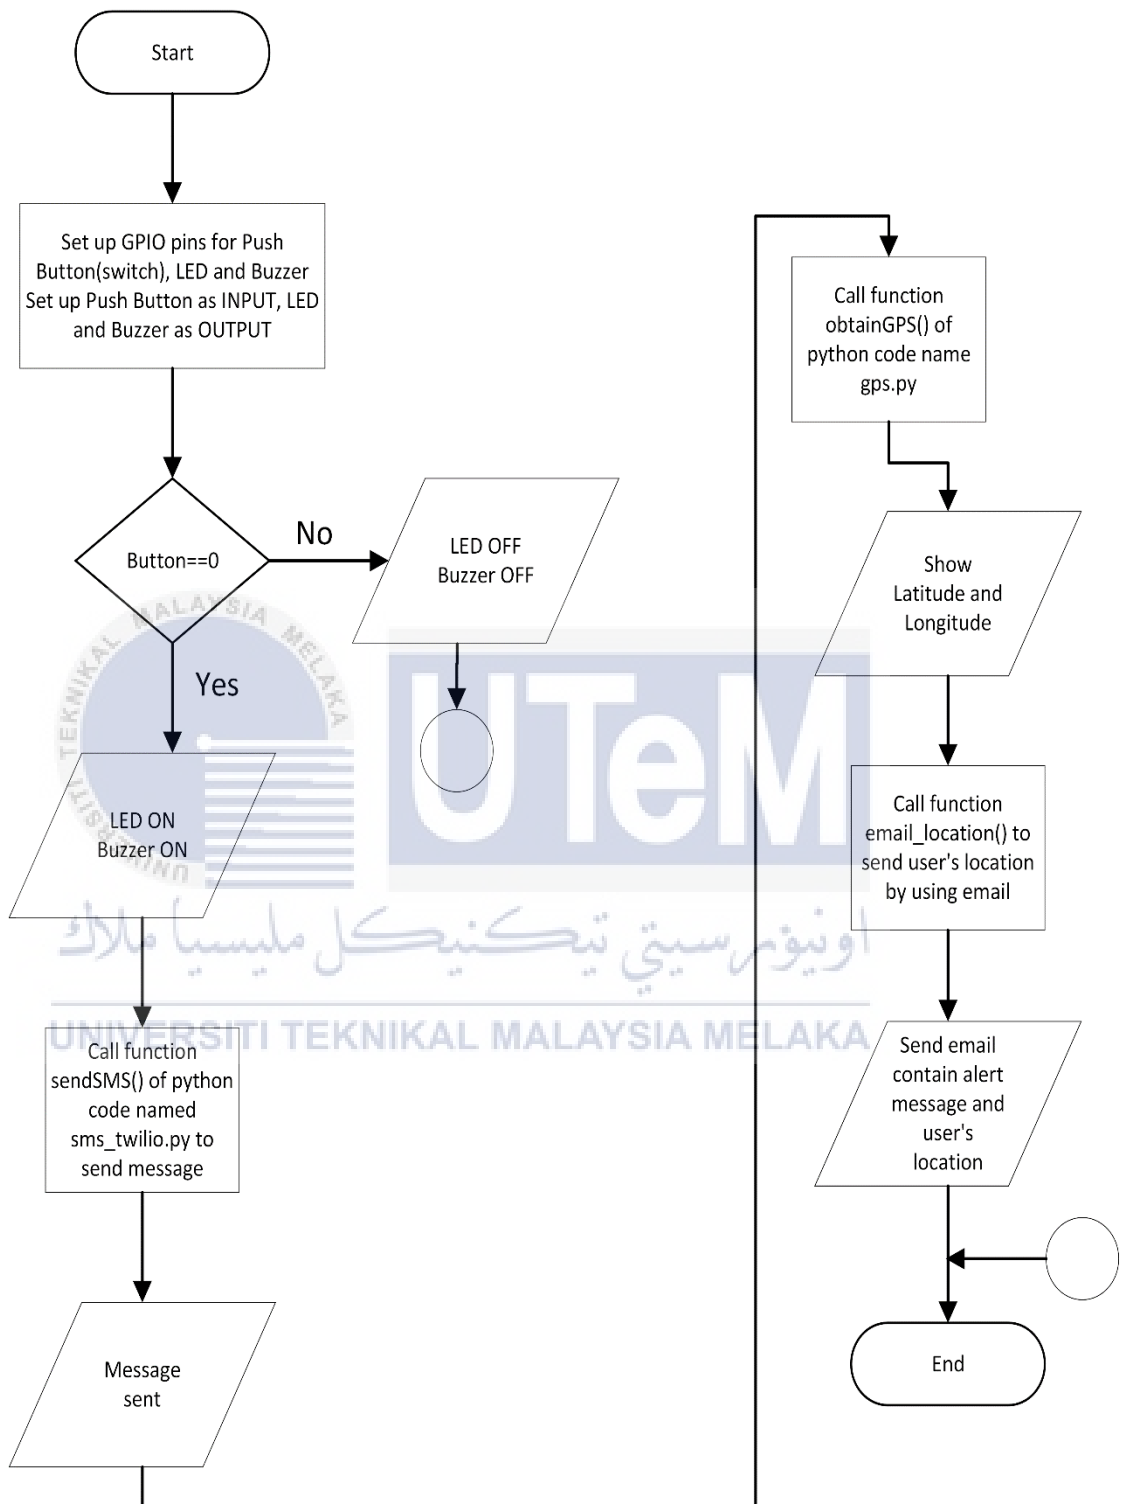 Start
Set up GPIO pins for Push
Button(switch), LED and Buzzer
Set up Push Button as INPUT, LED
and Buzzer as OUTPUT
Button==0
No
LED OFF
Buzzer OFF
Yes
LED ON
Buzzer ON
Call function
sendSMS() of python
code named
sms_twilio.py to
send message
Message
sent
Call function
obtainGPS() of
python code name
gps.py
Show
Latitude and
Longitude
Call function
email_location() to
send user's location
by using email
Send email
contain alert
message and
user's
location
End
UNIVERSITI TEKNIKAL MALAYSIA MELAKA
UTeM
اونيۏرسيتي تيكنيكل مليسيا ملاك
UNIVERSITI TEKNIKAL MALAYSIA MELAKA